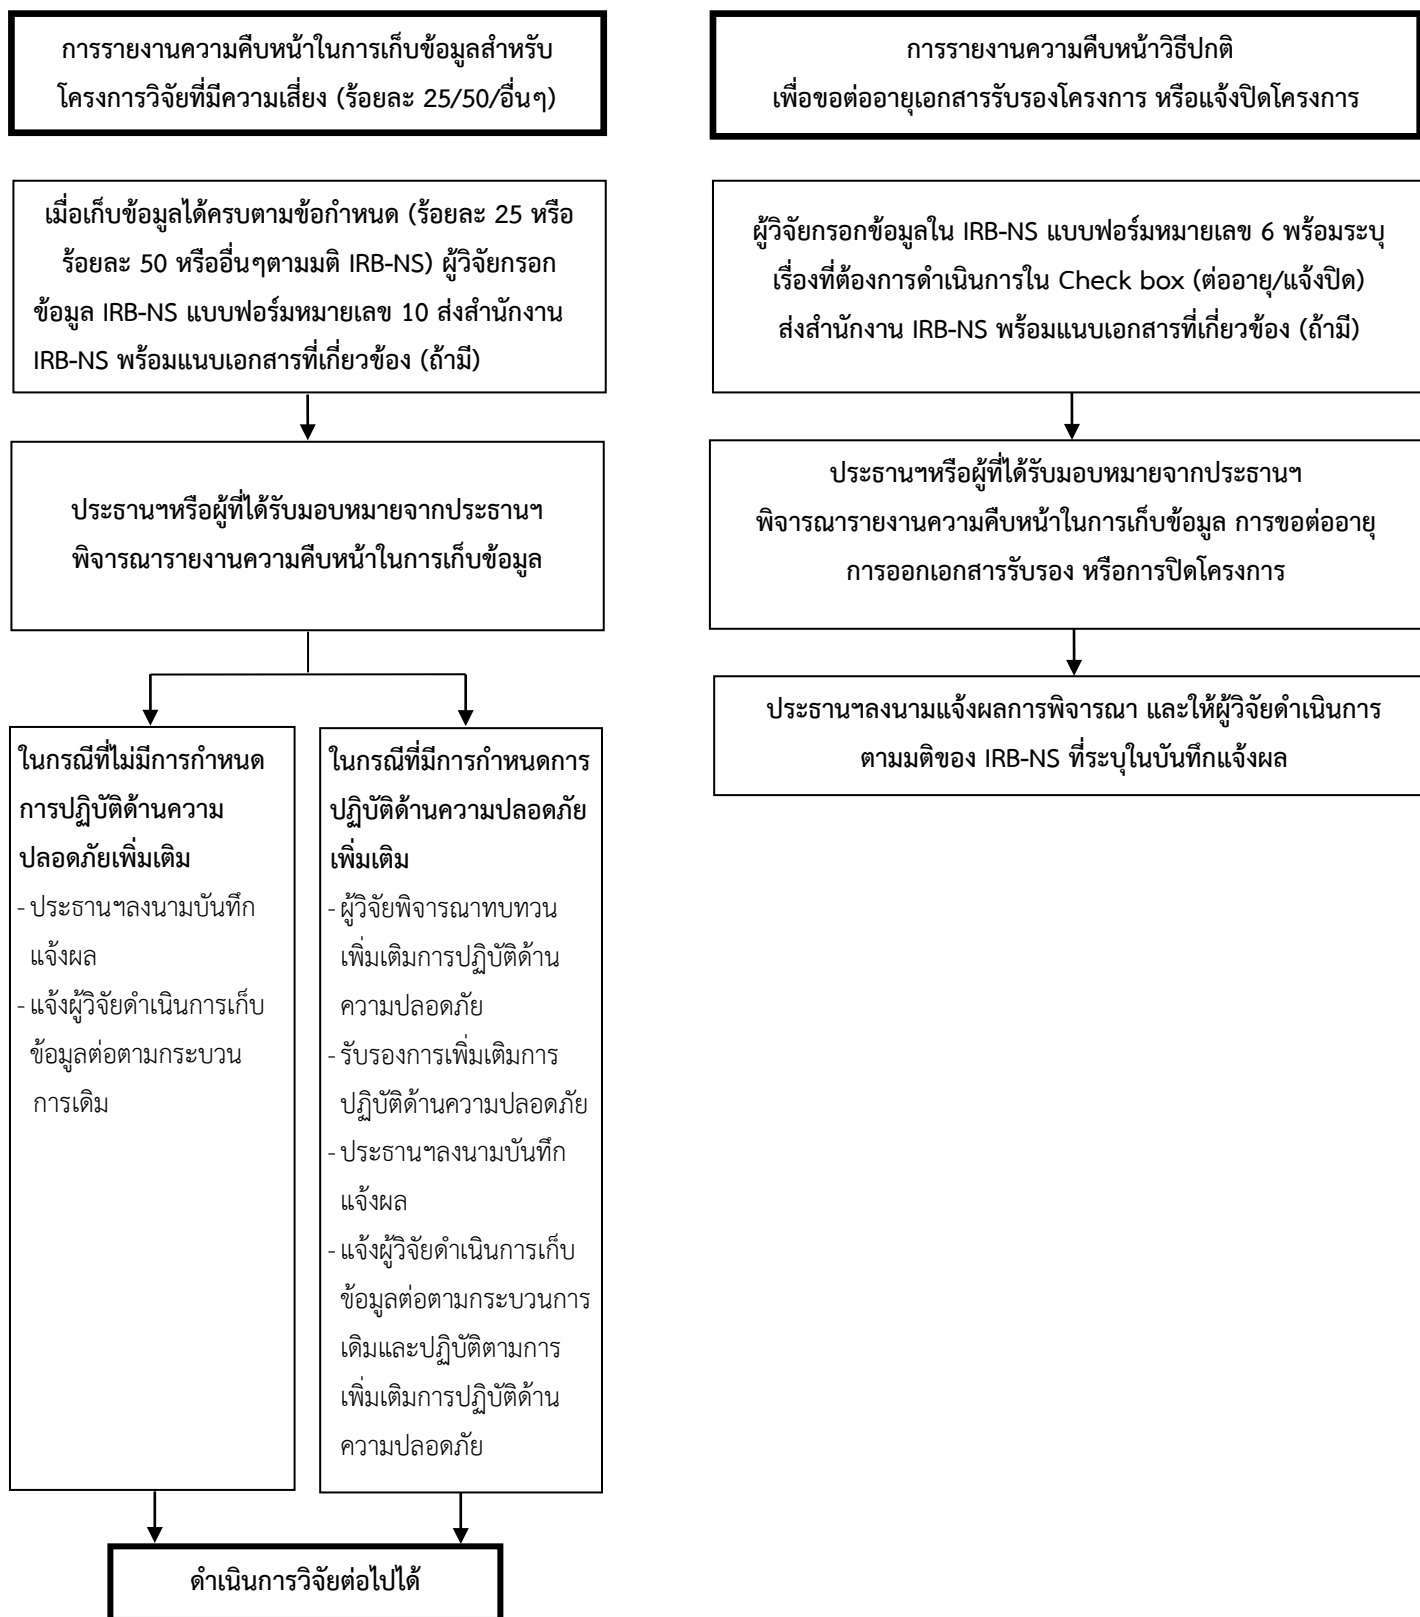 การรายงานความคืบหน้าในการเก็บข้อมูลสำหรับ
โครงการวิจัยที่มีความเสี่ยง (ร้อยละ 25/50/อื่นๆ)
เมื่อเก็บข้อมูลได้ครบตามข้อกำหนด (ร้อยละ 25 หรือ
ร้อยละ 50 หรืออื่นๆตามมติ IRB-NS) ผู้วิจัยกรอก
ข้อมูล IRB-NS แบบฟอร์มหมายเลข 10 ส่งสำนักงาน
IRB-NS พร้อมแนบเอกสารที่เกี่ยวข้อง (ถ้ามี)
ประธานฯหรือผู้ที่ได้รับมอบหมายจากประธานฯ
พิจารณารายงานความคืบหน้าในการเก็บข้อมูล
ในกรณีที่ไม่มีการกำหนด
การปฏิบัติด้านความ
ปลอดภัยเพิ่มเติม
- ประธานฯลงนามบันทึก
แจ้งผล
- แจ้งผู้วิจัยดำเนินการเก็บ
ข้อมูลต่อตามกระบวน
การเดิม
ในกรณีที่มีการกำหนดการ
ปฏิบัติด้านความปลอดภัย
เพิ่มเติม
- ผู้วิจัยพิจารณาทบทวน
เพิ่มเติมการปฏิบัติด้าน
ความปลอดภัย
- รับรองการเพิ่มเติมการ
ปฏิบัติด้านความปลอดภัย
- ประธานฯลงนามบันทึก
แจ้งผล
- แจ้งผู้วิจัยดำเนินการเก็บ
ข้อมูลต่อตามกระบวนการ
เดิมและปฏิบัติตามการ
เพิ่มเติมการปฏิบัติด้าน
ความปลอดภัย
ดำเนินการวิจัยต่อไปได้
การรายงานความคืบหน้าวิธีปกติ
เพื่อขอต่ออายุเอกสารรับรองโครงการ หรือแจ้งปิดโครงการ
ผู้วิจัยกรอกข้อมูลใน IRB-NS แบบฟอร์มหมายเลข 6 พร้อมระบุ
เรื่องที่ต้องการดำเนินการใน Check box (ต่ออายุ/แจ้งปิด)
ส่งสำนักงาน IRB-NS พร้อมแนบเอกสารที่เกี่ยวข้อง (ถ้ามี)
ประธานฯหรือผู้ที่ได้รับมอบหมายจากประธานฯ
พิจารณารายงานความคืบหน้าในการเก็บข้อมูล การขอต่ออายุ
การออกเอกสารรับรอง หรือการปิดโครงการ
ประธานฯลงนามแจ้งผลการพิจารณา และให้ผู้วิจัยดำเนินการ
ตามมติของ IRB-NS ที่ระบุในบันทึกแจ้งผล